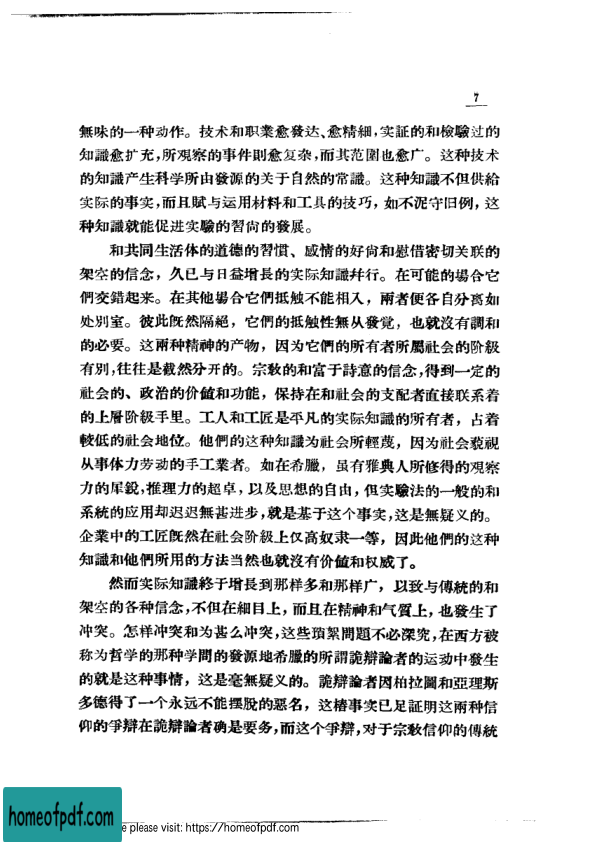 7
無味的一种动作。技术和职業愈發达、愈精細，实証的和檢驗过的
知識愈扩充，所观察的事件則愈复杂，而其范圍也愈广。这种技术
的知識产生科学所由發源的关于自然的常識。这种知識不但供給
实际的事实，而且賦与运用材料和工具的技巧，如不泥守旧例，这
种知識就能促进实驗的習尙的發展。
和共同生活体的道德的習慣、感情的好尙和慰借密切关联的
架空的信念，久已与日益增長的实际知識幷行。在可能的場合它
們交錯起来。在其他場合它們抵触不能相入，兩者便各自分离如
处別室。彼此旣然隔絕，它們的抵触性無从發覚，也就沒有調和
的必要。这兩种精神的产物，因为它們的所有者所屬社会的阶級
有別，往往是截然分开的。宗敎的和富于詩意的信念，得到一定的
社会的、政治的价値和功能，保持在和社会的支配者直接联系着
的上層阶級手里。工人和工匠是平凡的实际知識的所有者，占着
較低的社会地位。他們的这种知識为社会所輕蔑，因为社会藐視
从事体力劳动的手工業者。如在希臘，虽有雅典人所修得的观察
力的犀銳，推理力的超卓，以及思想的自由，但实驗法的一般的和
系統的应用却迟迟無甚进步，就是基于这个事实，这是無疑义的。
企業中的工匠旣然在社会阶級上仅高奴隶一等，因此他們的这种
知識和他們所用的方法当然也就沒有价値和权威了。
然而实际知識終于增長到那样多和那样广，以致与傳統的和
架空的各种信念，不但在細目上，而且在精神和气質上，也發生了
冲突。怎样冲突和为甚么冲突，这些瑣絮問題不必深究，在西方被
称为哲学的那种学問的發源地希臘的所謂詭辯論者的运动中發生
的就是这种事情，这是毫無疑义的。詭辯論者因柏拉圖和亞理斯
多德得了一个永远不能摆脫的惡名，这樁事实已足証明这兩种信
仰的爭辯在詭辯論者确是要务，而这个爭辯，对于宗敎信仰的傳統
homeofpdf.com
e please visit: https://homeofpdf.com